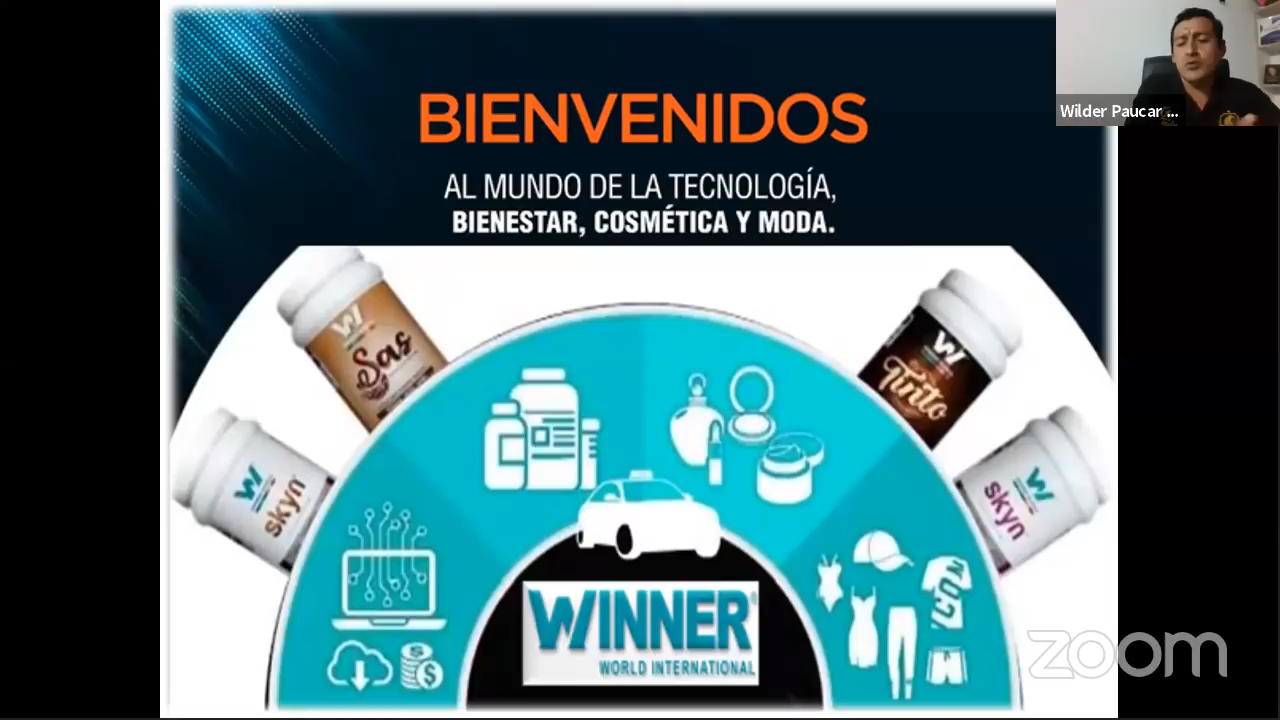 BIENVENIDOS
AL MUNDO DE LA TECNOLOGÍA,
BIENESTAR, COSMÉTICA Y MODA.
Wilder Paucar ...
W
Sas
W
Tinto
W
skyn
W
skyn
ICON
WINNER®
WORLD INTERNATIONAL
zoom